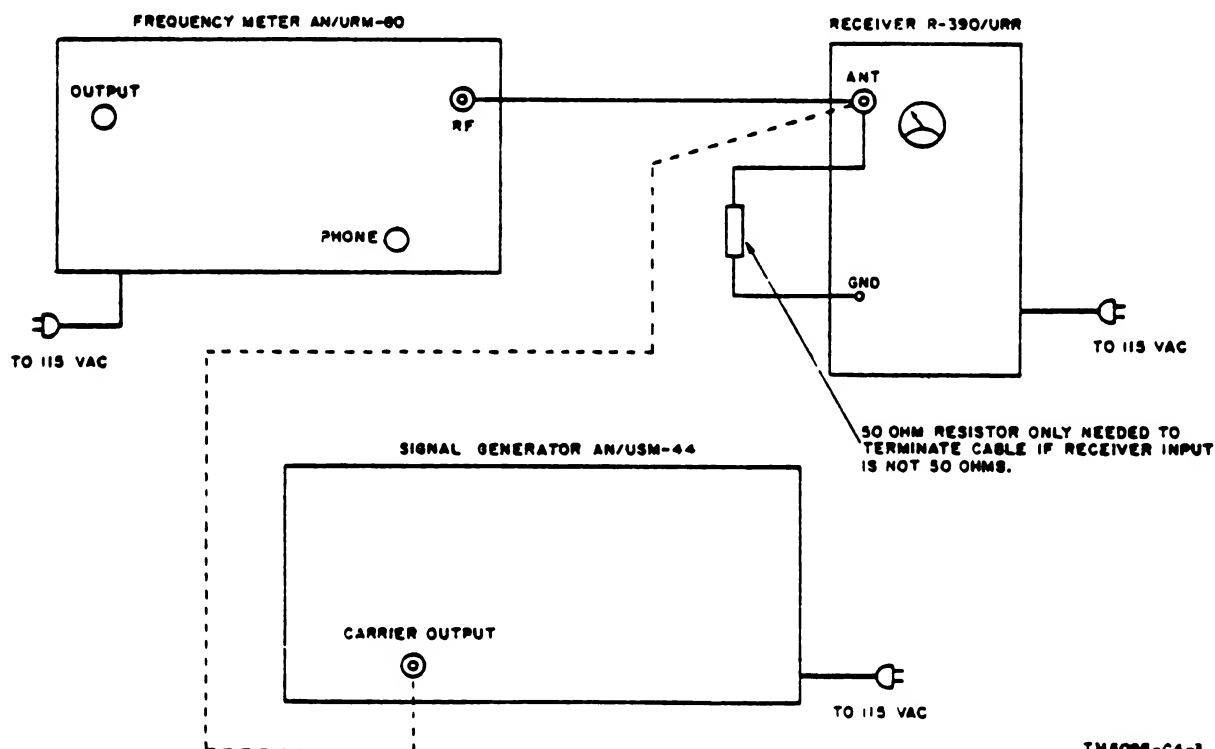 FREQUENCY METER AN/URM-80
RECEIVER R-390/URR
OUTPUT
RF
ANT
PHONE
GND
TO 115 VAC
TO 115 VAC
50 OHM RESISTOR ONLY NEEDED TO
TERMINATE CABLE IF RECEIVER INPUT
IS NOT 50 OHMS.
SIGNAL GENERATOR AN/USM-44
CARRIER OUTPUT
TO 115 VAC